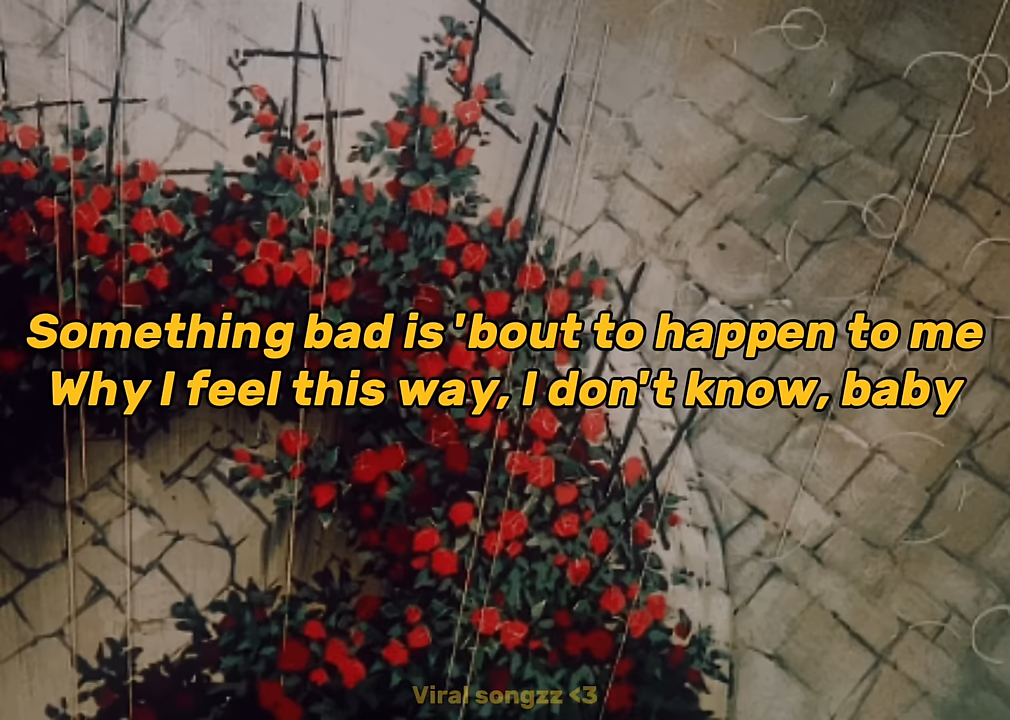 Something bad is 'bout to happen to me
Why I feel this way, I don't know, baby
Viral songzz <3